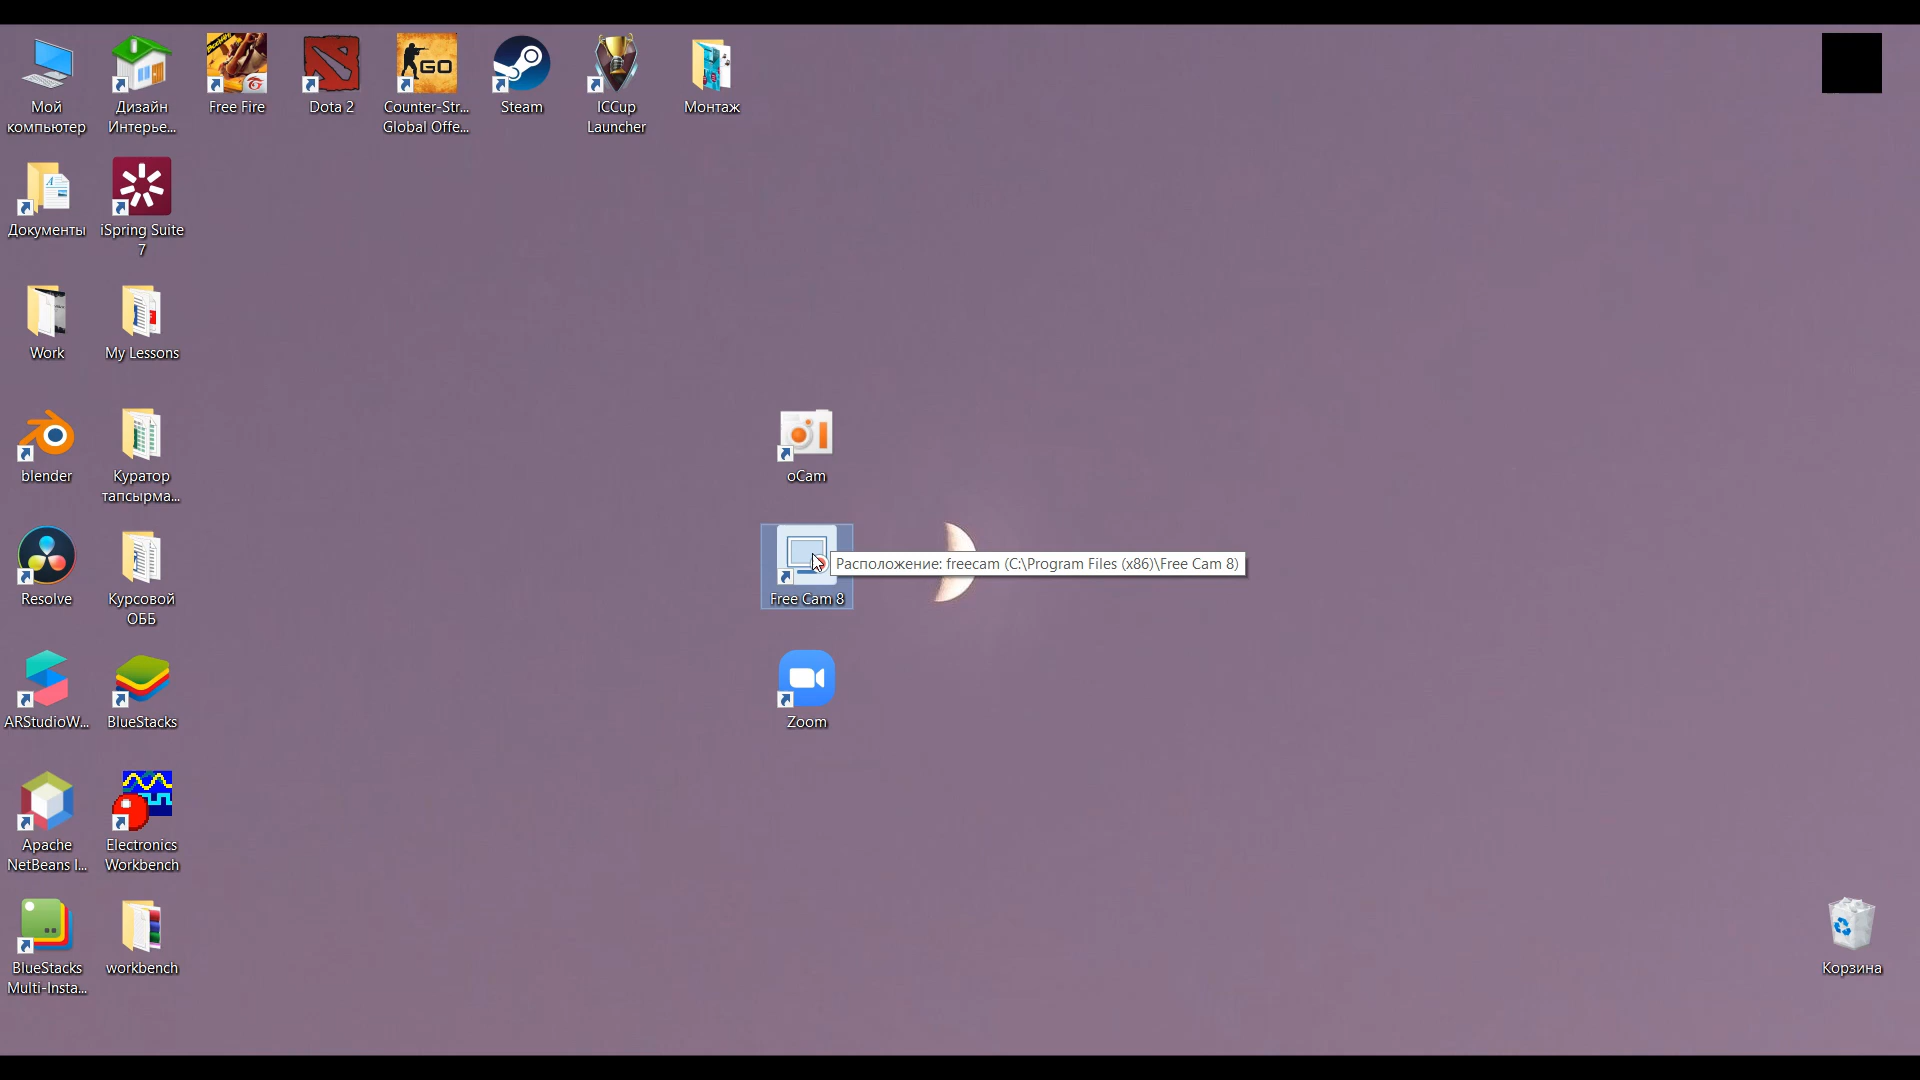 Мой
компьютер
Дизайн
Интерье...
Free Fire
Dota 2
GO
Counter-Str...
Global Offe...
Steam
ICCup
Launcher
Монтаж
Документы
iSpring Suite
7
Work
My Lessons
blender
Куратор
тапсырма...
oCam
Resolve
Курсовой
ОББ
Free Cam 8
Расположение: freecam (C:\Program Files (x86)\Free Cam 8)
ARStudioW...
BlueStacks
Zoom
Apache
NetBeans I...
Electronics
Workbench
BlueStacks
Multi-Insta...
workbench
Корзина